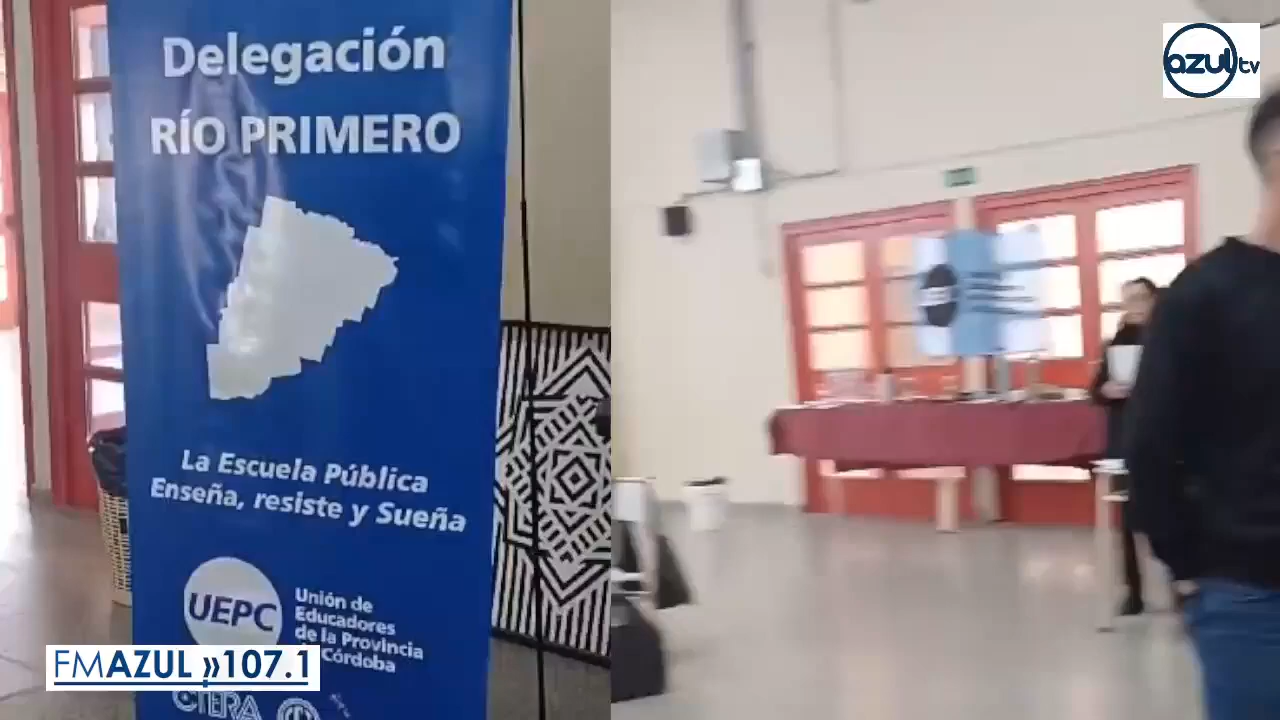 Delegación
RÍO PRIMERO
La Escuela Pública
Enseña, resiste y Sueña
UEPC
Unión de
Educadores
de la Provincia
Córdoba
CTERA
FMAZUL »107.1
azul tv